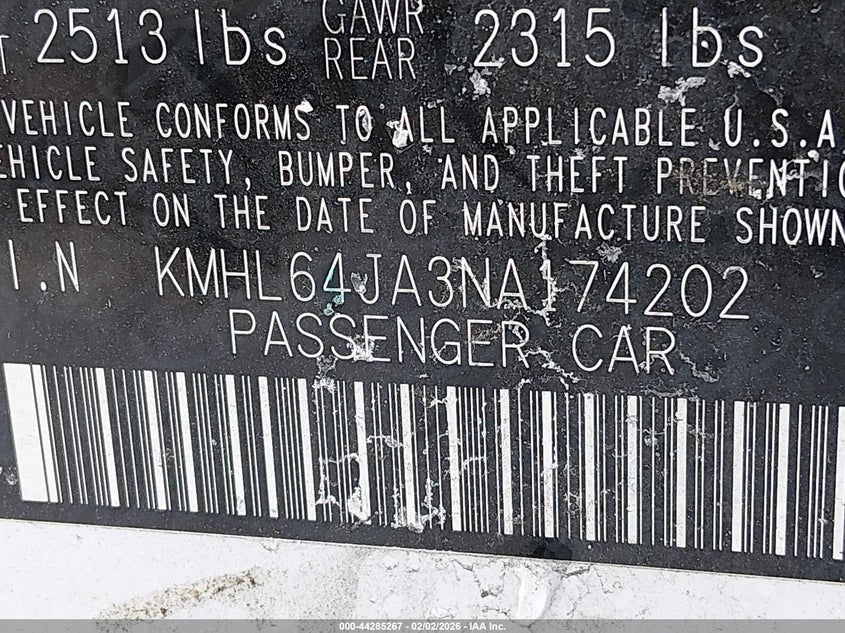 T 2513 lbs GAWR REAR 2315 lbs
VEHICLE CONFORMS TO ALL APPLICABLE U.S.A
EHICLE SAFETY, BUMPER, AND THEFT PREVENTIO
EFFECT ON THE DATE OF MANUFACTURE SHOWN
I.N KMHL64JA3NA174202
PASSENGER CAR
000-44285267 - 02/02/2026 - IAA Inc.